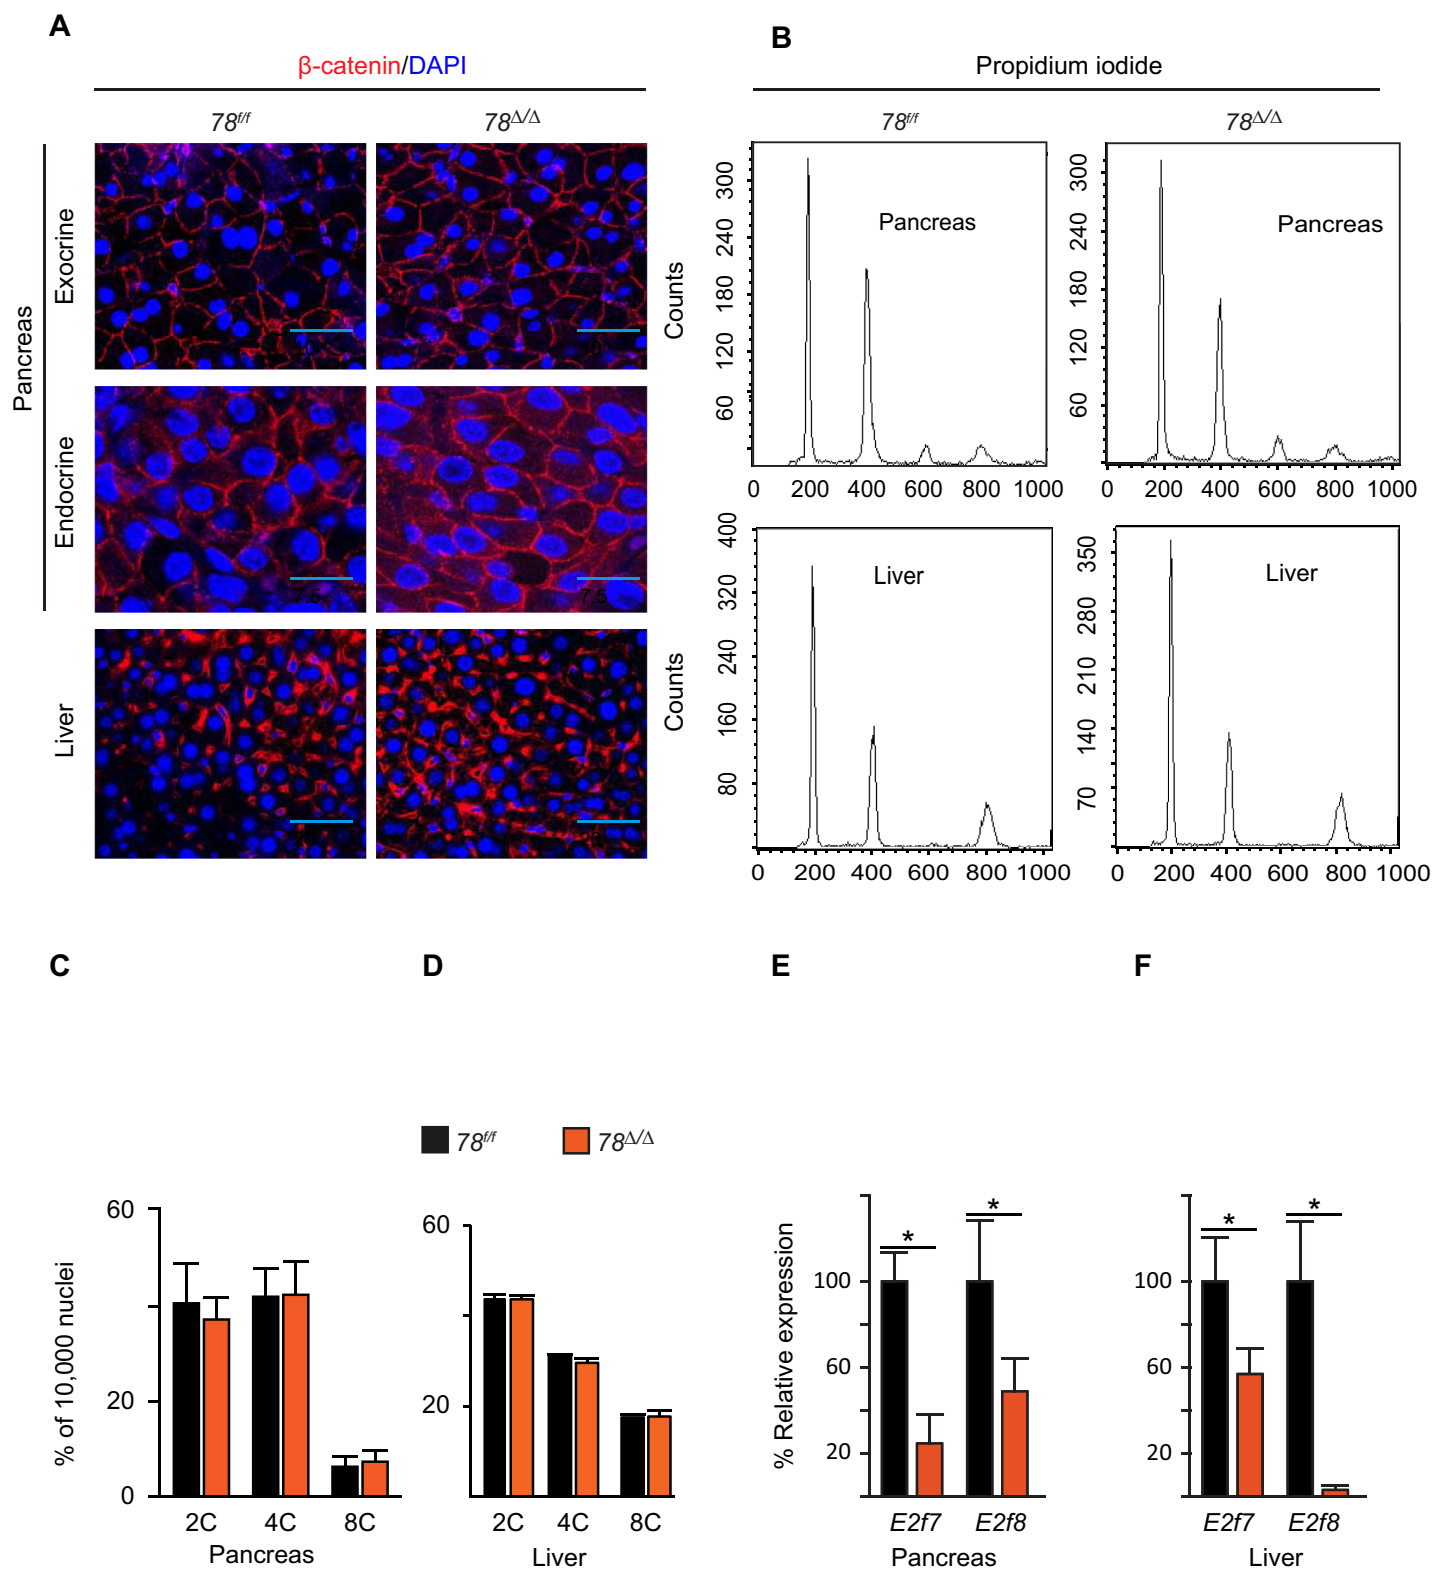 A
β-catenin/DAPI
78f/f
78Δ/Δ
Pancreas
Exocrine
Endocrine
Liver
7.5
7.5
B
Propidium iodide
78f/f
78Δ/Δ
Counts
300
240
180
120
60
Pancreas
0 200 400 600 800 1000
300
240
180
120
60
Pancreas
0 200 400 600 800 1000
Counts
400
320
240
160
80
Liver
0 200 400 600 800 1000
350
280
210
140
70
Liver
0 200 400 600 800 1000
C
D
78f/f
78Δ/Δ
% of 10,000 nuclei
60
20
0
2C 4C 8C
Pancreas
60
20
2C 4C 8C
Liver
E
% Relative expression
100
60
20
*
*
E2f7 E2f8
Pancreas
F
100
60
20
*
*
E2f7 E2f8
Liver